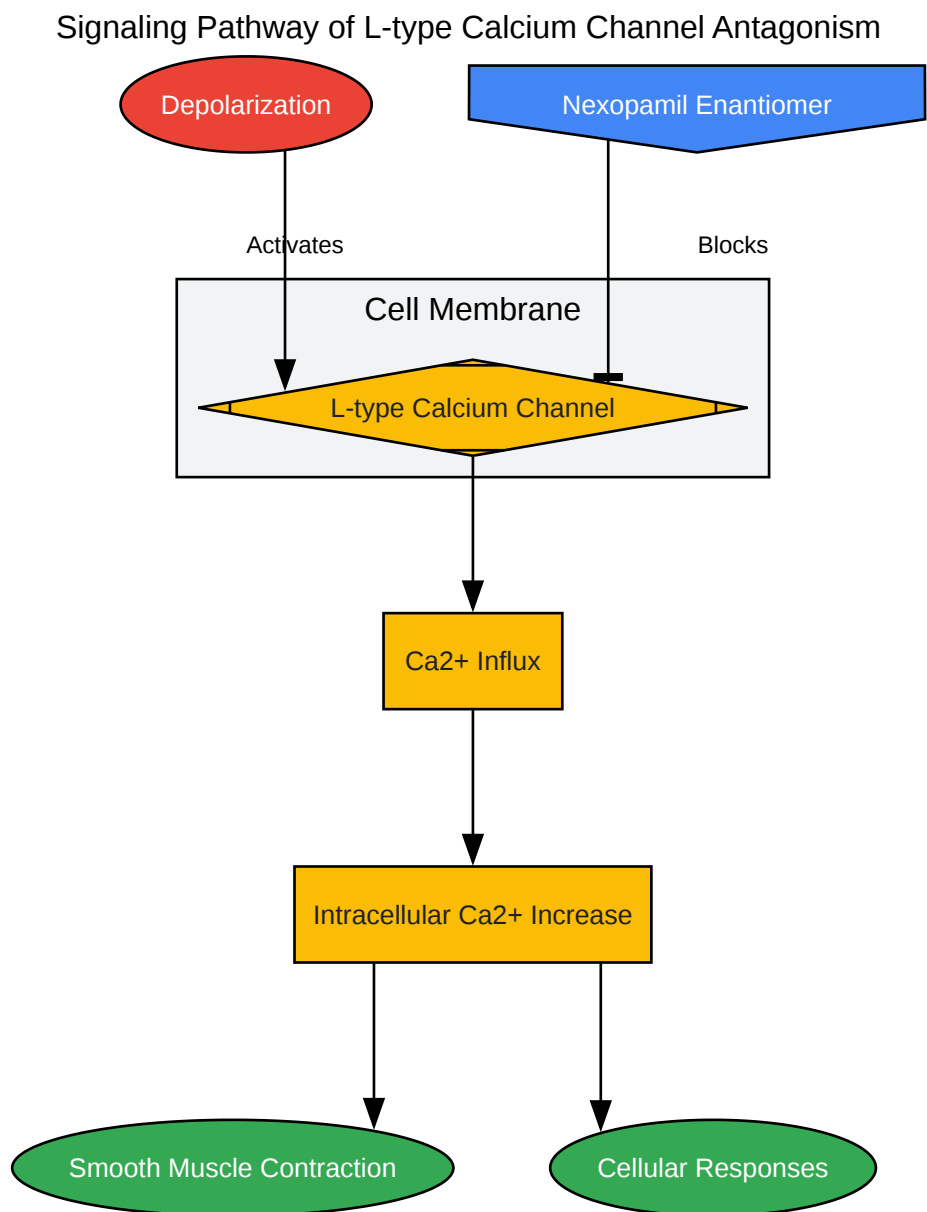 Signaling Pathway of L-type Calcium Channel Antagonism
Depolarization
Nexopamil Enantiomer
Activates
Blocks
Cell Membrane
L-type Calcium Channel
Ca2+ Influx
Intracellular Ca2+ Increase
Smooth Muscle Contraction
Cellular Responses